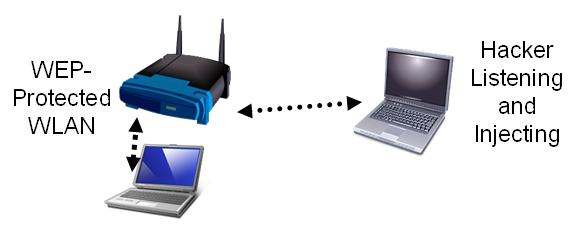 WEP-
Protected
WLAN
Hacker
Listening
and
Injecting